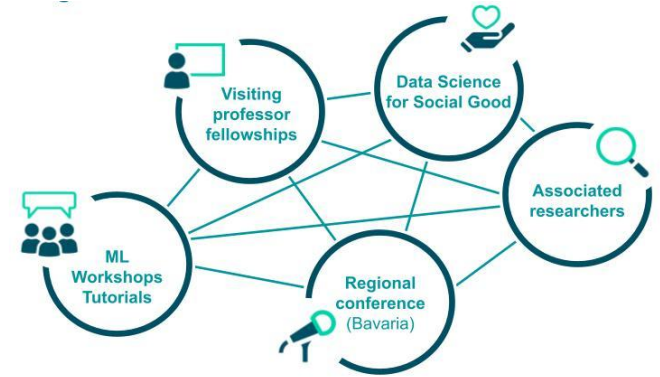 Visiting
professor
fellowships
Data Science
for Social Good
Associated
researchers
ML
Workshops
Tutorials
Regional
conference
(Bavaria)